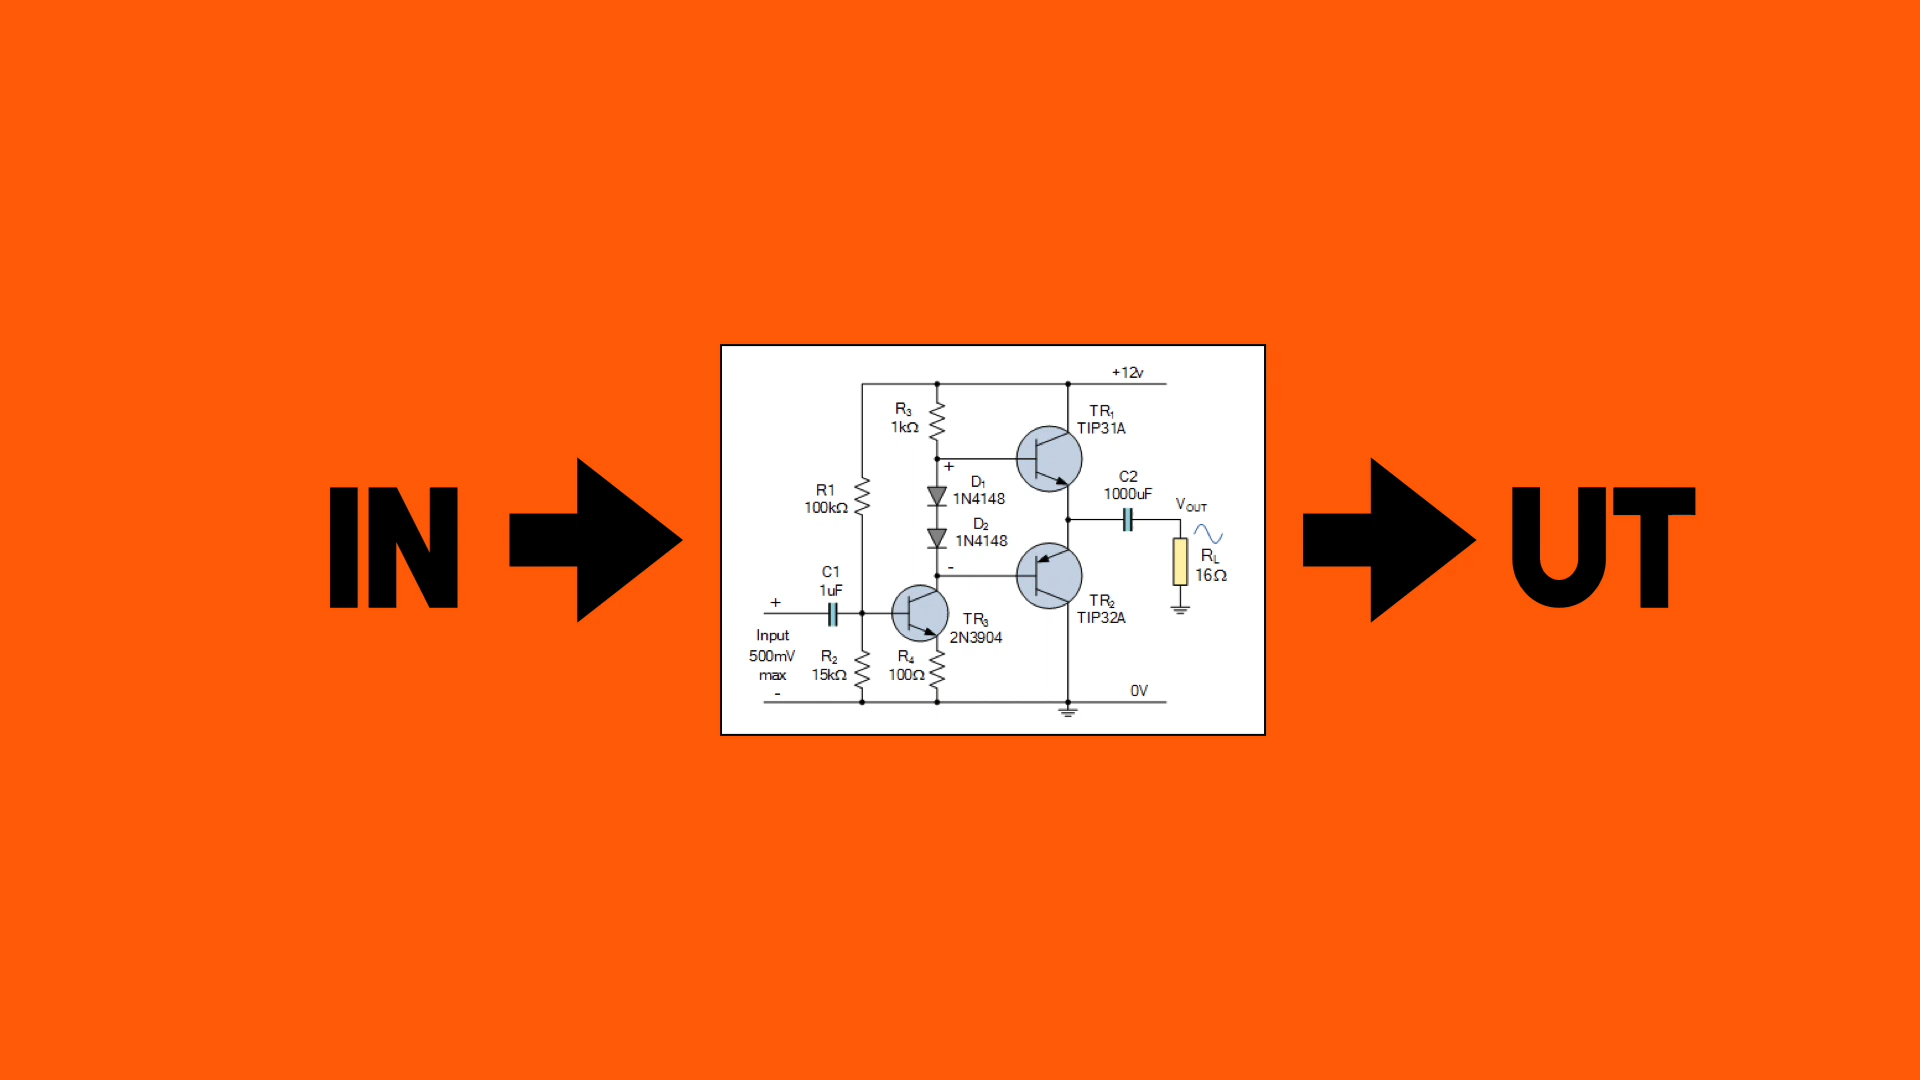 IN
+12v
R3
1kΩ
TR1
TIP31A
+
D1
1N4148
R1
100kΩ
C2
1000uF
VOUT
D2
1N4148
RL
16Ω
-
C1
1uF
+
TR2
TIP32A
TR3
2N3904
Input
500mV
max
-
R2
15kΩ
R4
100Ω
0V
UT